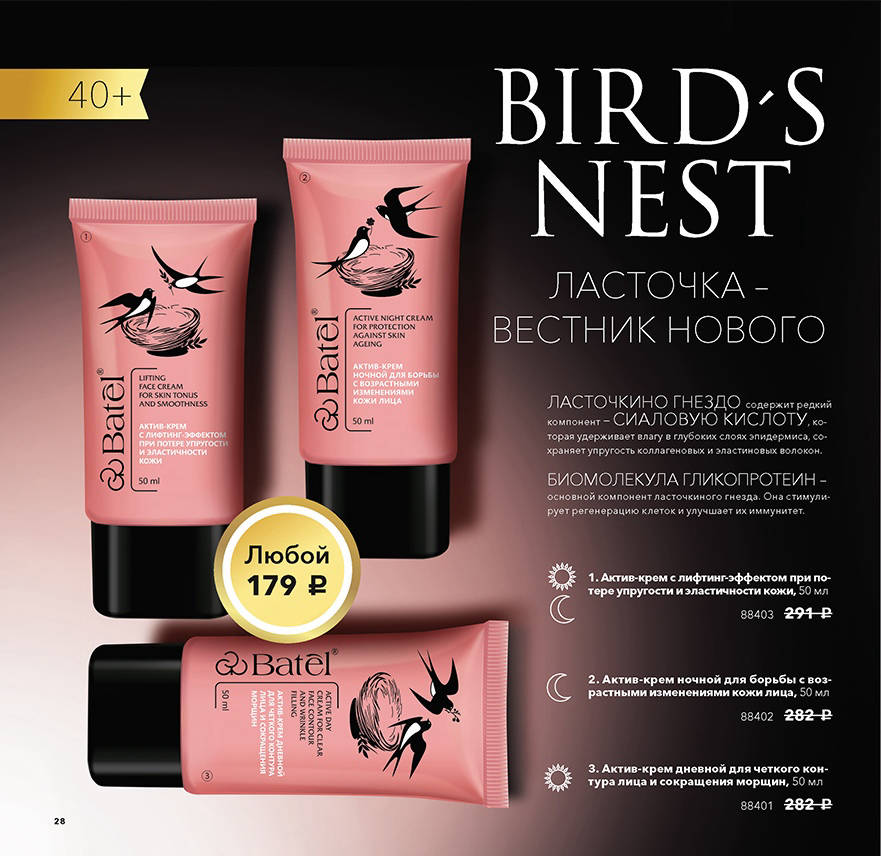 40+
BIRD´S
NEST
ЛАСТОЧКА –
ВЕСТНИК НОВОГО
ЛАСТОЧКИНО ГНЕЗДО содержит редкий
компонент – СИАЛОВУЮ КИСЛОТУ, ко-
торая удерживает влагу в глубоких слоях эпидермиса, со-
храняет упругость коллагеновых и эластиновых волокон.
БИОМОЛЕКУЛА ГЛИКОПРОТЕИН –
основной компонент ласточкиного гнезда. Она стимули-
рует регенерацию клеток и улучшает их иммунитет.
1
Batel®
LIFTING
FACE CREAM
FOR SKIN TONUS
AND SMOOTHNESS
АКТИВ-КРЕМ
С ЛИФТИНГ-ЭФФЕКТОМ
ПРИ ПОТЕРЕ УПРУГОСТИ
И ЭЛАСТИЧНОСТИ
КОЖИ
50 ml
2
Batel®
ACTIVE NIGHT CREAM
FOR PROTECTION
AGAINST SKIN
AGEING
АКТИВ-КРЕМ
НОЧНОЙ ДЛЯ БОРЬБЫ
С ВОЗРАСТНЫМИ
ИЗМЕНЕНИЯМИ
КОЖИ ЛИЦА
50 ml
Любой
179 ₽
3
Batel®
ACTIVE DAY
CREAM FOR CLEAR
FACE CONTOUR
AND WRINKLE
FILLING
АКТИВ-КРЕМ ДНЕВНОЙ
ДЛЯ ЧЕТКОГО КОНТУРА
ЛИЦА И СОКРАЩЕНИЯ
МОРЩИН
50 ml
1. Актив-крем с лифтинг-эффектом при по-
тере упругости и эластичности кожи, 50 мл
88403 291 ₽
2. Актив-крем ночной для борьбы с воз-
растными изменениями кожи лица, 50 мл
88402 282 ₽
3. Актив-крем дневной для четкого кон-
тура лица и сокращения морщин, 50 мл
88401 282 ₽
28